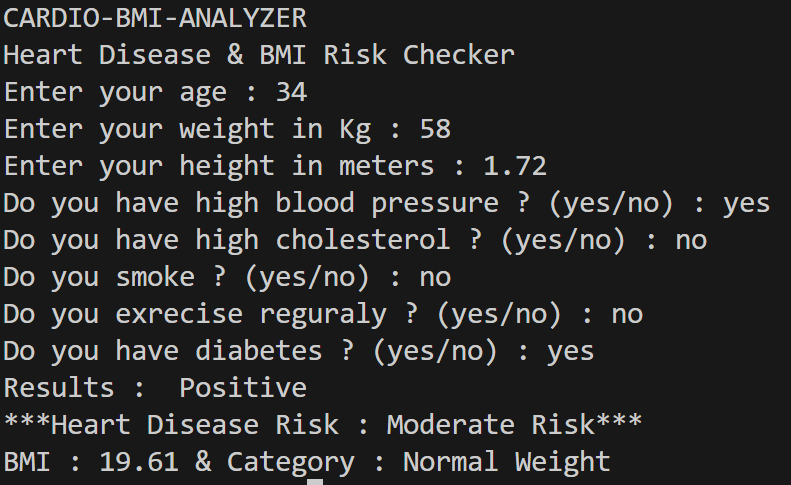 CARDIO-BMI-ANALYZER
Heart Disease & BMI Risk Checker
Enter your age : 34
Enter your weight in Kg : 58
Enter your height in meters : 1.72
Do you have high blood pressure ? (yes/no) : yes
Do you have high cholesterol ? (yes/no) : no
Do you smoke ? (yes/no) : no
Do you exrecise reguraly ? (yes/no) : no
Do you have diabetes ? (yes/no) : yes
Results :  Positive
***Heart Disease Risk : Moderate Risk***
BMI : 19.61 & Category : Normal Weight